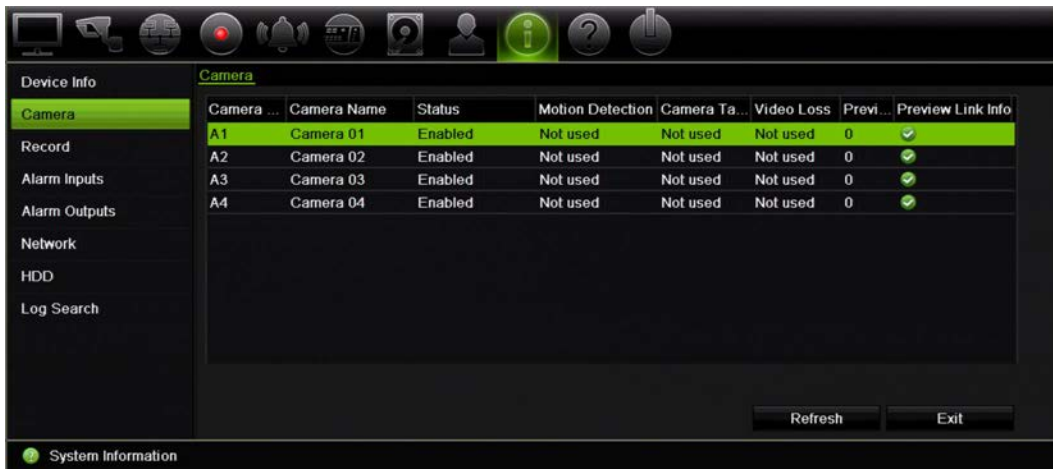 Device Info
Camera
Record
Alarm Inputs
Alarm Outputs
Network
HDD
Log Search
Camera
Camera ... Camera Name Status Motion Detection Camera Ta... Video Loss Previ... Preview Link Info
A1 Camera 01 Enabled Not used Not used Not used 0
A2 Camera 02 Enabled Not used Not used Not used 0
A3 Camera 03 Enabled Not used Not used Not used 0
A4 Camera 04 Enabled Not used Not used Not used 0
Refresh Exit
System Information